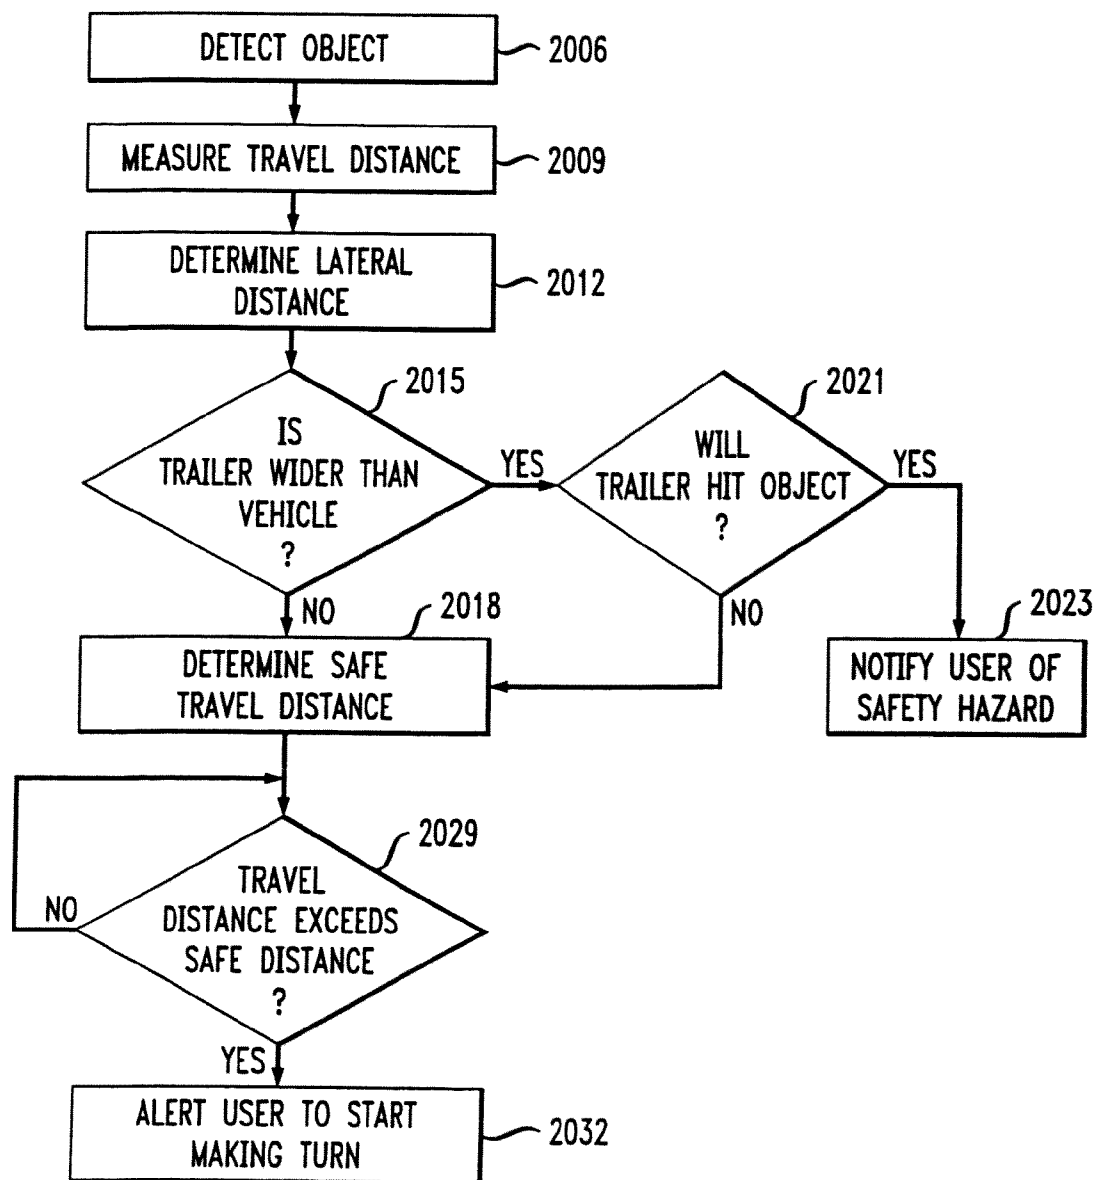 DETECT OBJECT
2006
MEASURE TRAVEL DISTANCE
2009
DETERMINE LATERAL
DISTANCE
2012
2015
IS
TRAILER WIDER THAN
VEHICLE
?
YES
NO
2021
WILL
TRAILER HIT OBJECT
?
YES
NO
2018
DETERMINE SAFE
TRAVEL DISTANCE
2023
NOTIFY USER OF
SAFETY HAZARD
2029
TRAVEL
DISTANCE EXCEEDS
SAFE DISTANCE
?
NO
YES
ALERT USER TO START
MAKING TURN
2032